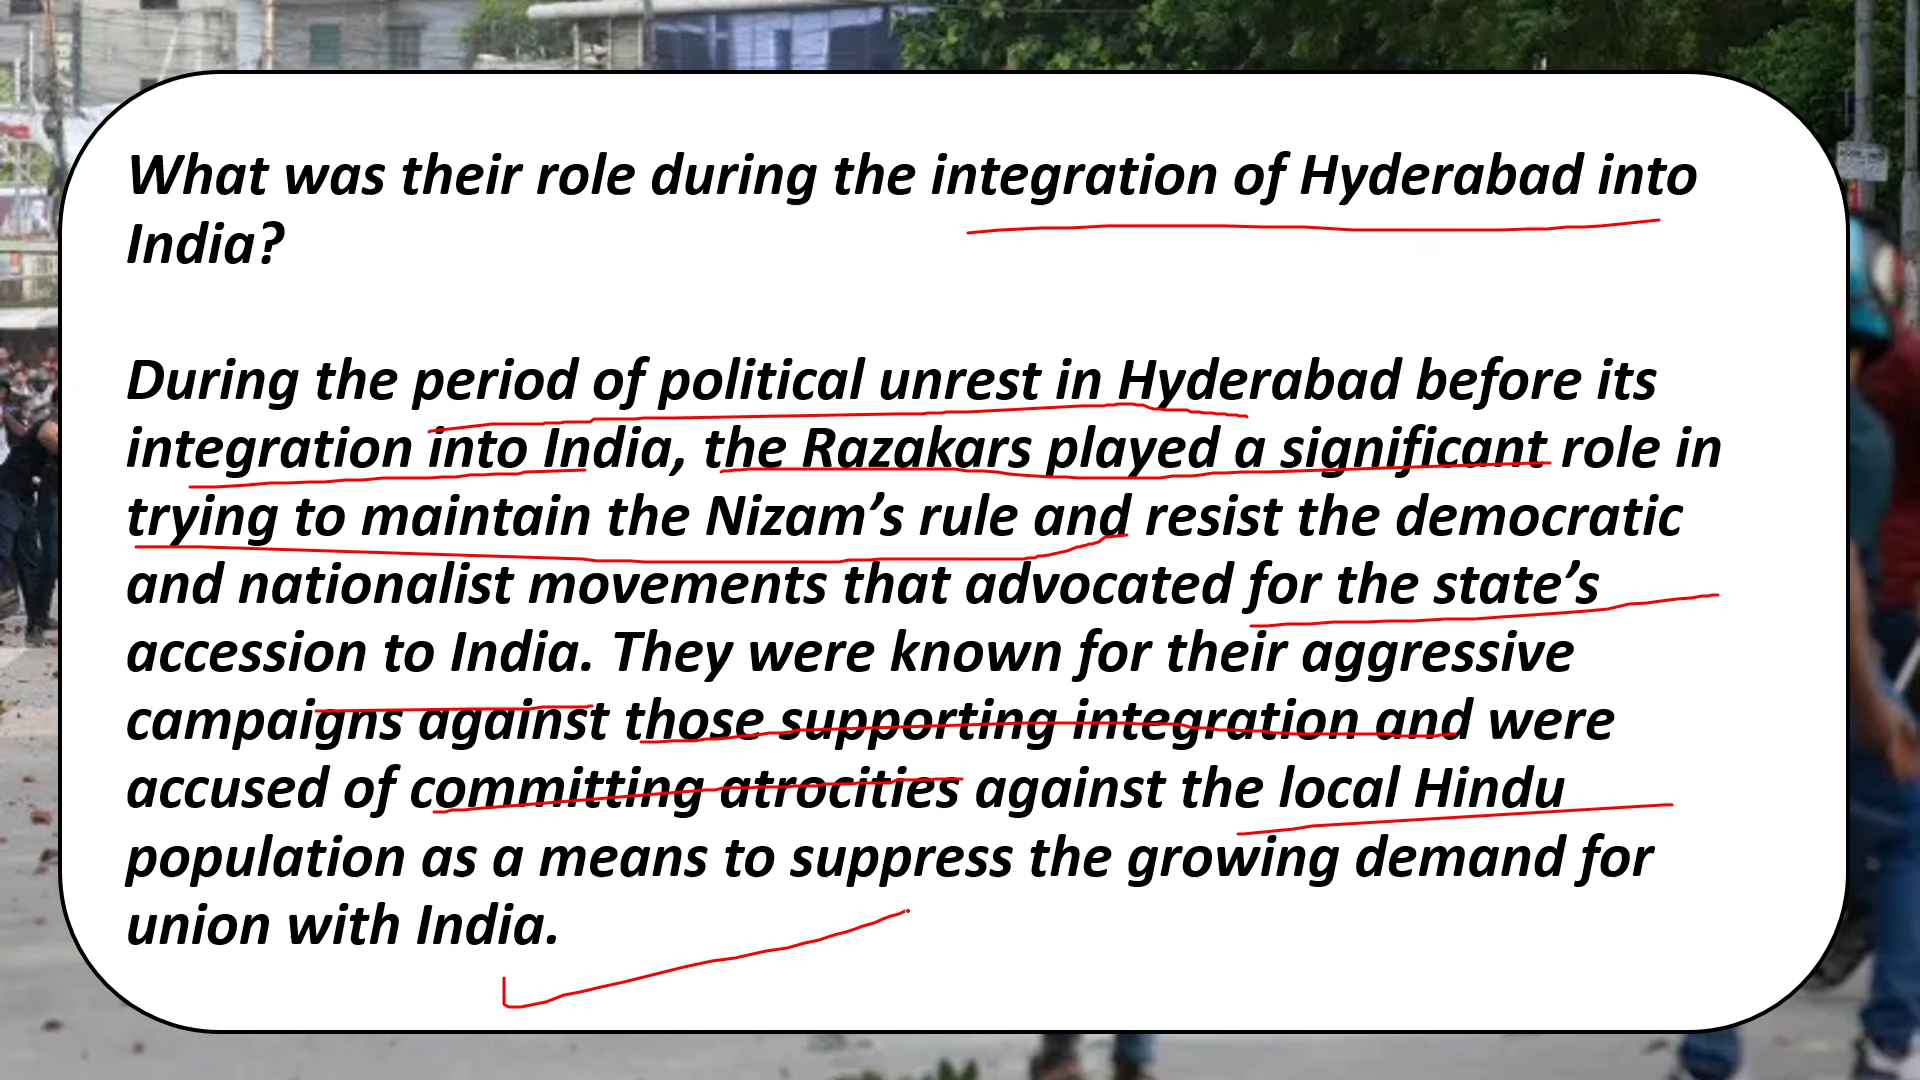 What was their role during the integration of Hyderabad into
India?
During the period of political unrest in Hyderabad before its
integration into India, the Razakars played a significant role in
trying to maintain the Nizam’s rule and resist the democratic
and nationalist movements that advocated for the state’s
accession to India. They were known for their aggressive
campaigns against those supporting integration and were
accused of committing atrocities against the local Hindu
population as a means to suppress the growing demand for
union with India.